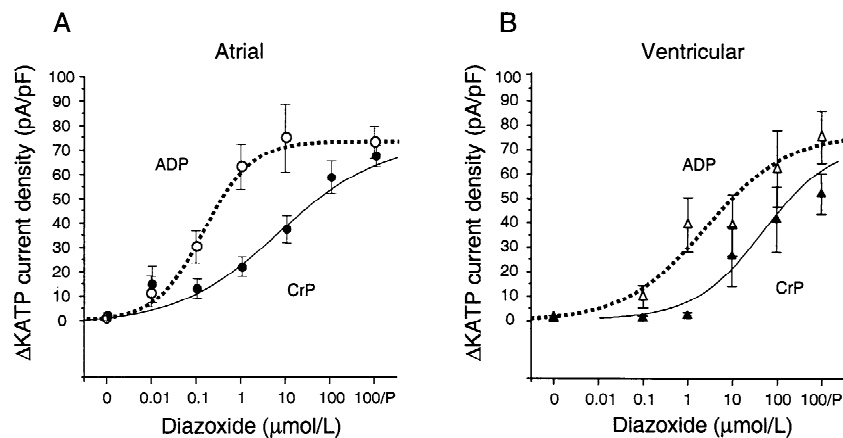 A
Atrial
ΔKATP current density (pA/pF)
100
90
80
70
60
50
40
30
20
10
0
ADP
CrP
0 0.01 0.1 1 10 100 100/P
Diazoxide (μmol/L)
B
Ventricular
ΔKATP current density (pA/pF)
100
90
80
70
60
50
40
30
20
10
0
ADP
CrP
0 0.01 0.1 1 10 100 100/P
Diazoxide (μmol/L)